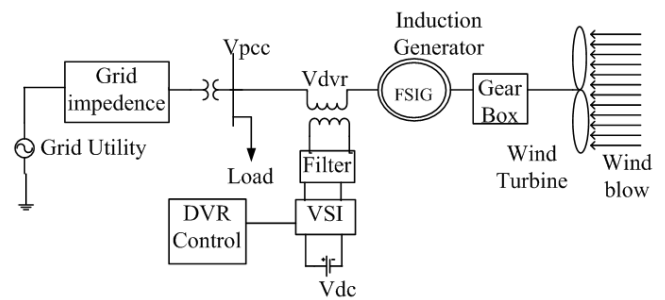 Induction
Generator
Vpcc
Grid
impedence
Vdvr
FSIG
Gear
Box
Grid Utility
Load
Filter
Wind
Turbine
Wind
blow
DVR
Control
VSI
Vdc